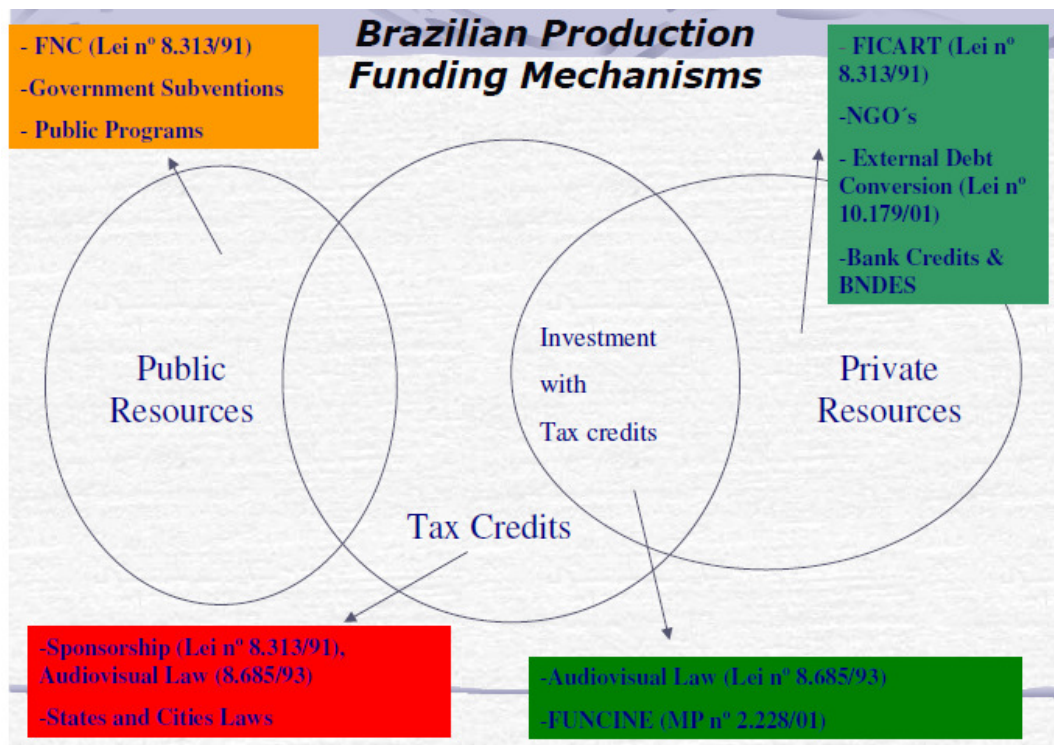 Brazilian Production
Funding Mechanisms
- FNC (Lei nº 8.313/91)
-Government Subventions
- Public Programs
- FICART (Lei nº
8.313/91)
-NGO´s
- External Debt
Conversion (Lei nº
10.179/01)
-Bank Credits &
BNDES
Public
Resources
Investment
with
Tax credits
Private
Resources
Tax Credits
-Sponsorship (Lei nº 8.313/91),
Audiovisual Law (8.685/93)
-States and Cities Laws
-Audiovisual Law (Lei nº 8.685/93)
-FUNCINE (MP nº 2.228/01)